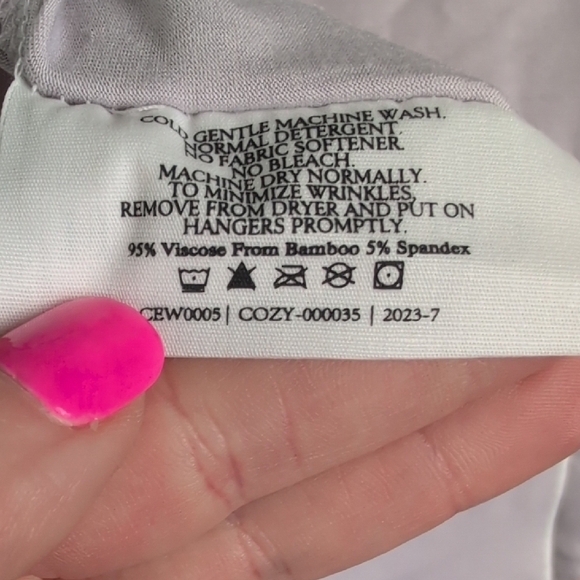 COLD GENTLE MACHINE WASH.
NORMAL DETERGENT.
NO FABRIC SOFTENER
NO BLEACH.
MACHINE DRY NORMALLY.
TO MINIMIZE WRINKLES,
REMOVE FROM DRYER AND PUT ON
HANGERS PROMPTLY.
95% Viscose From Bamboo 5% Spandex
CEW0005 | COZY-000035 | 2023-7